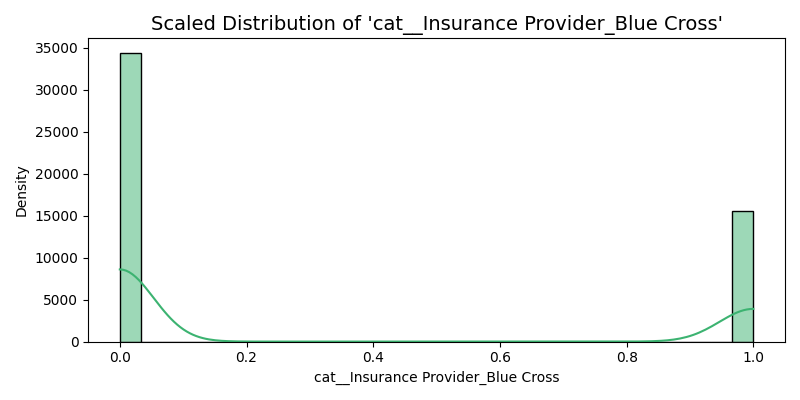 Scaled Distribution of 'cat__Insurance Provider_Blue Cross'
35000
30000
25000
20000
15000
10000
5000
0
Density
0.0 0.2 0.4 0.6 0.8 1.0
cat__Insurance Provider_Blue Cross